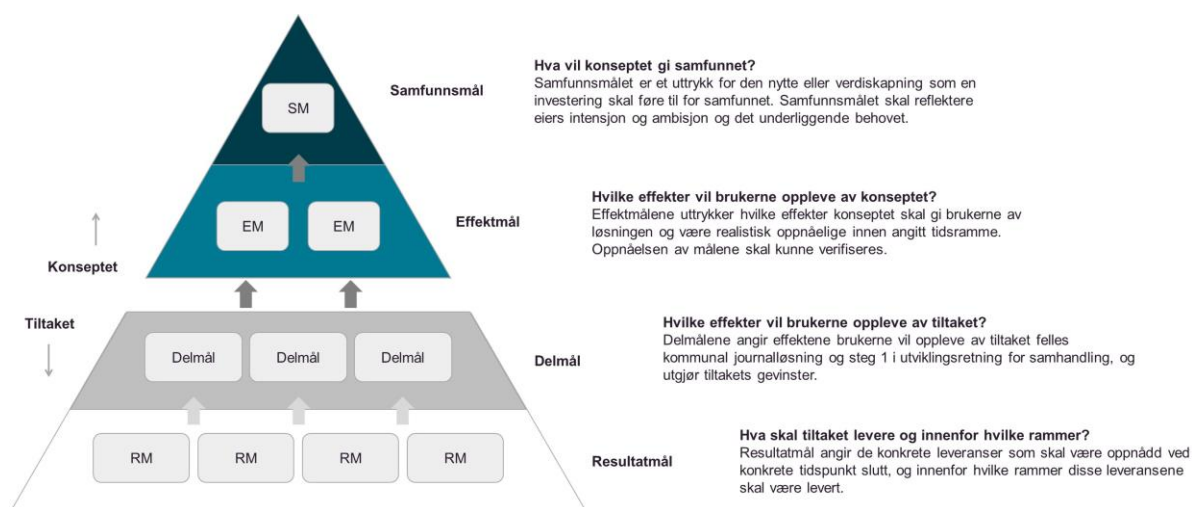 Hva vil konseptet gi samfunnet?
Samfunnsmålet er et uttrykk for den nytte eller verdiskapning som en
investering skal føre til for samfunnet. Samfunnsmålet skal reflektere
eiers intensjon og ambisjon og det underliggende behovet.
Samfunnsmål
SM
Hvilke effekter vil brukerne oppleve av konseptet?
Effektmålene uttrykker hvilke effekter konseptet skal gi brukerne av
løsningen og være realistisk oppnåelige innen angitt tidsramme.
Oppnåelsen av målene skal kunne verifiseres.
Effektmål
EM EM
Konseptet
Tiltaket
Hvilke effekter vil brukerne oppleve av tiltaket?
Delmålene angir effektene brukerne vil oppleve av tiltaket felles
kommunal journalløsning og steg 1 i utviklingsretning for samhandling, og
utgjør tiltakets gevinster.
Delmål Delmål Delmål
Delmål
Hva skal tiltaket levere og innenfor hvilke rammer?
Resultatmål angir de konkrete leveranser som skal være oppnådd ved
konkrete tidspunkt slutt, og innenfor hvilke rammer disse leveransene
skal være levert.
RM RM RM RM
Resultatmål